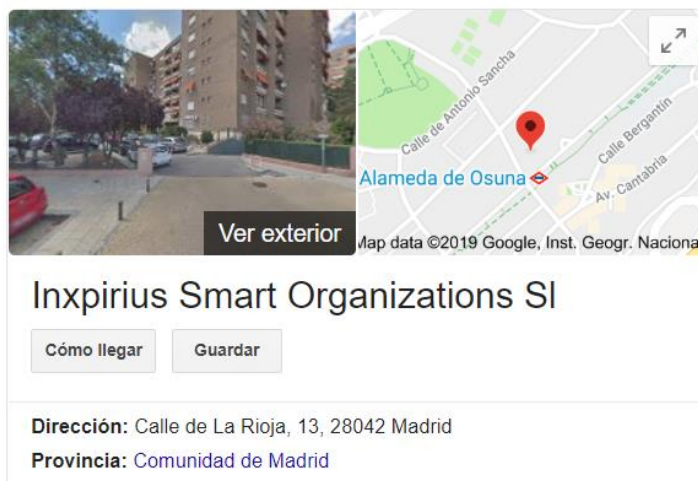 Ver exterior
Calle de Antonio Sancha
Alameda de Osuna
Calle Bergantín
Av. Cantabria
Map data ©2019 Google, Inst. Geogr. Naciona
Inxpirius Smart Organizations Sl
Cómo llegar
Guardar
Dirección: Calle de La Rioja, 13, 28042 Madrid
Provincia: Comunidad de Madrid